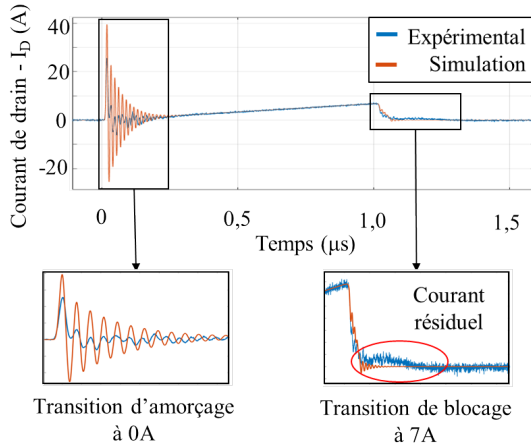 Courant de drain - I_D (A)
40
20
0
-20
Expérimental
Simulation
0
0,5
1,0
1,5
Temps (µs)
Courant
résiduel
Transition d'amorçage
à 0A
Transition de blocage
à 7A